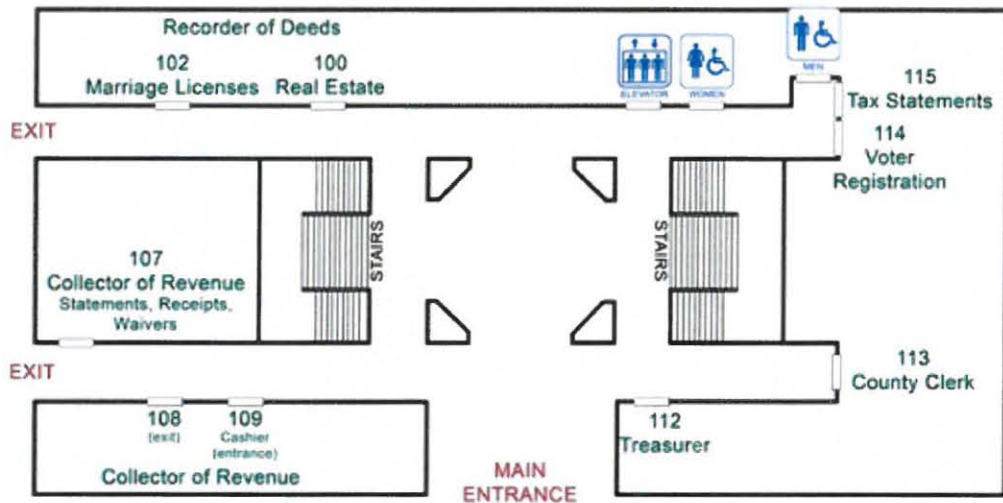 Recorder of Deeds
102
Marriage Licenses
100
Real Estate
ELEVATOR
WOMEN
MEN
115
Tax Statements
114
Voter
Registration
EXIT
STAIRS
STAIRS
107
Collector of Revenue
Statements, Receipts,
Waivers
EXIT
113
County Clerk
108
(exit)
109
Cashier
(entrance)
Collector of Revenue
112
Treasurer
MAIN
ENTRANCE